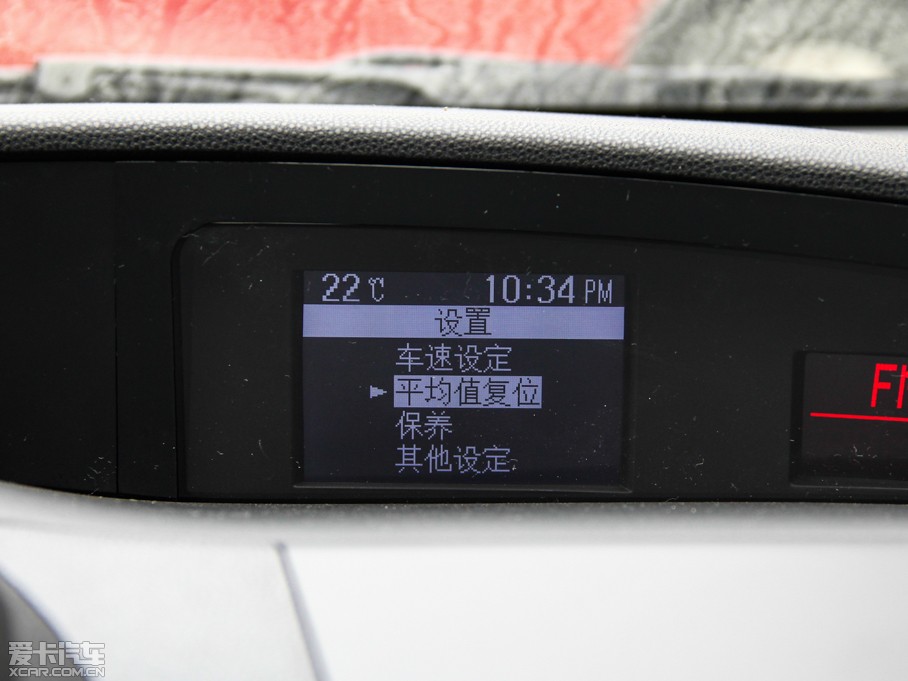 22℃ 10:34 PM
设置
车速设定
►平均值复位
保养
其他设定
爱卡汽车
XCAR.COM.CN